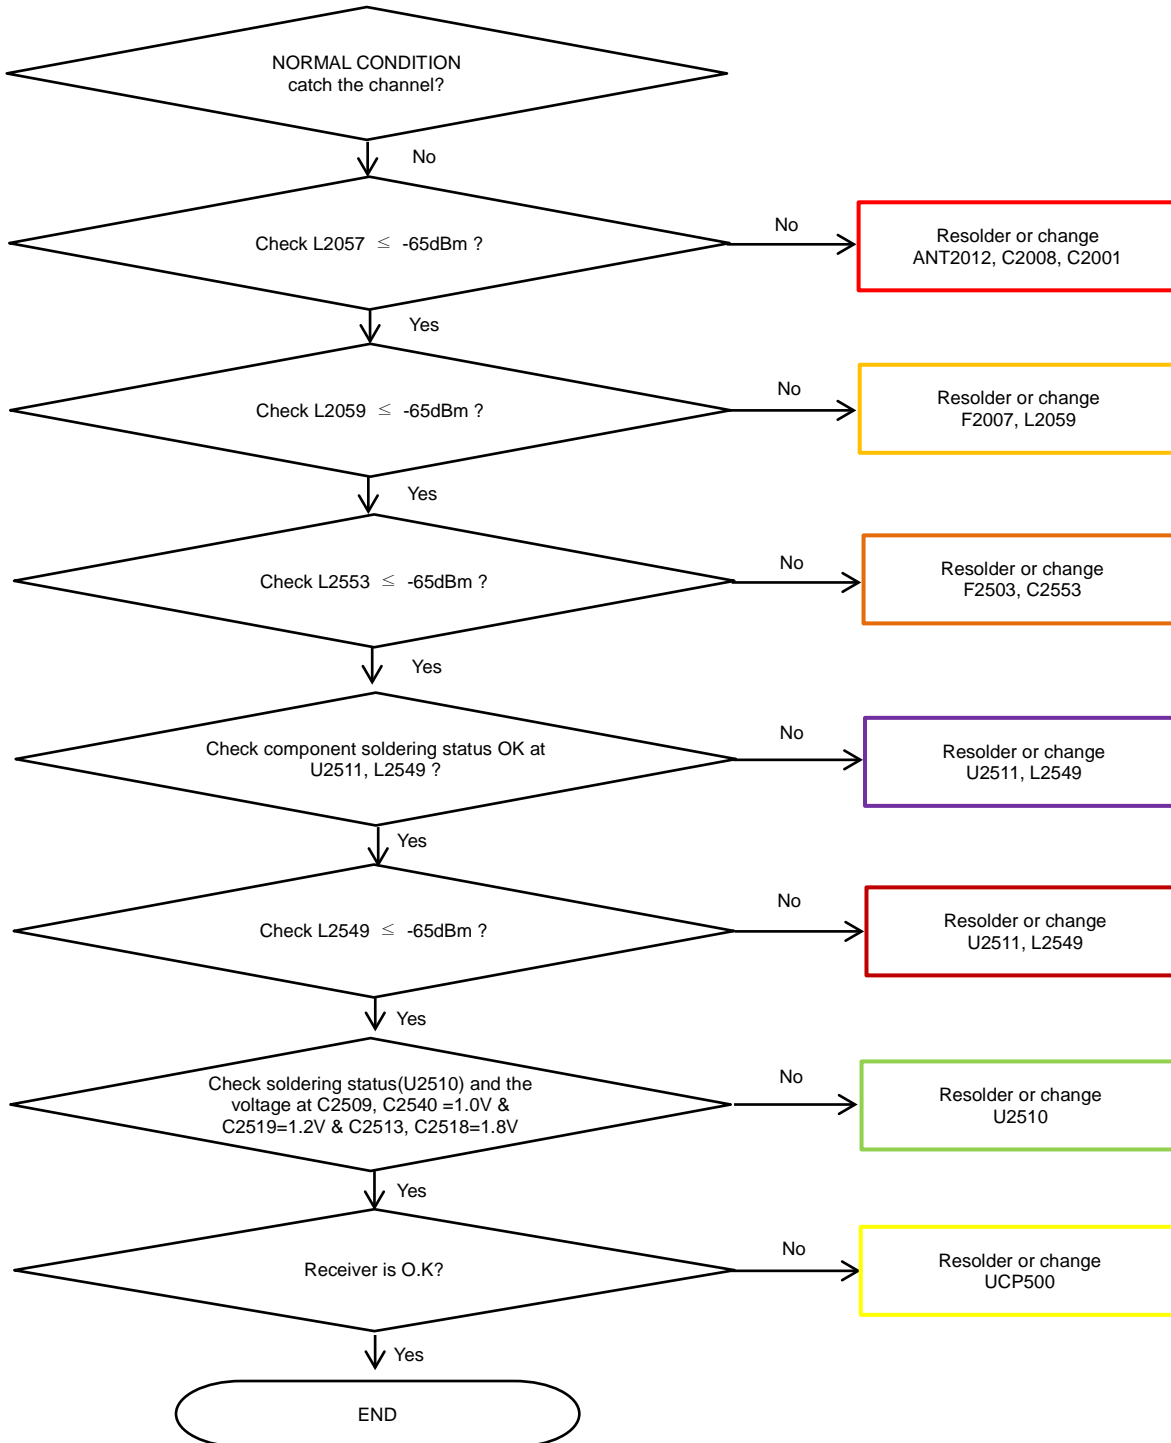 NORMAL CONDITION
catch the channel?
No
Check L2057 ≤ -65dBm ?
No
Resolder or change
ANT2012, C2008, C2001
Yes
Check L2059 ≤ -65dBm ?
No
Resolder or change
F2007, L2059
Yes
Check L2553 ≤ -65dBm ?
No
Resolder or change
F2503, C2553
Yes
Check component soldering status OK at
U2511, L2549 ?
No
Resolder or change
U2511, L2549
Yes
Check L2549 ≤ -65dBm ?
No
Resolder or change
U2511, L2549
Yes
Check soldering status(U2510) and the
voltage at C2509, C2540 =1.0V &
C2519=1.2V & C2513, C2518=1.8V
No
Resolder or change
U2510
Yes
Receiver is O.K?
No
Resolder or change
UCP500
Yes
END